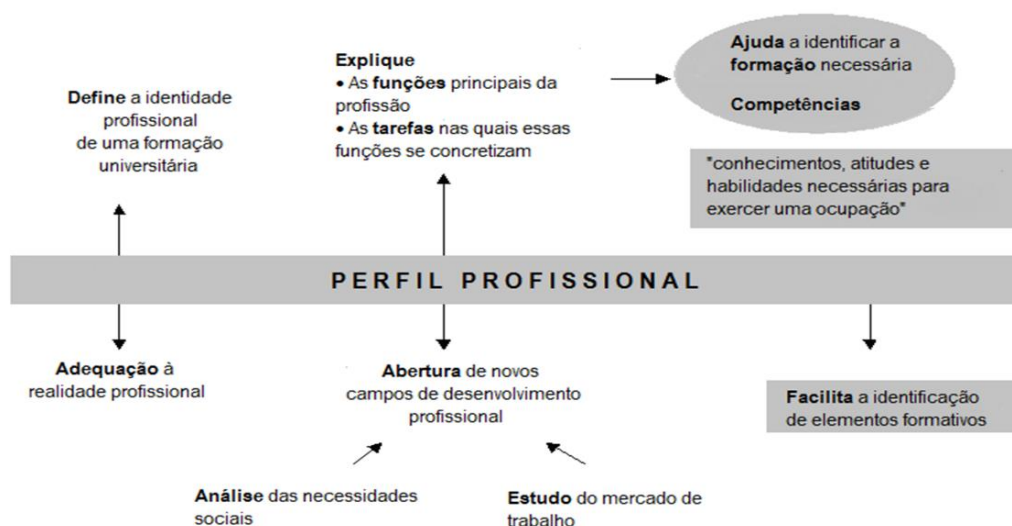 Define a identidade
profissional
de uma formação
universitária
Explique
• As funções principais da
profissão
• As tarefas nas quais essas
funções se concretizam
Ajuda a identificar a
formação necessária
Competências
"conhecimentos, atitudes e
habilidades necessárias para
exercer uma ocupação"
PERFIL PROFISSIONAL
Adequação à
realidade profissional
Abertura de novos
campos de desenvolvimento
profissional
Facilita a identificação
de elementos formativos
Análise das necessidades
sociais
Estudo do mercado de
trabalho